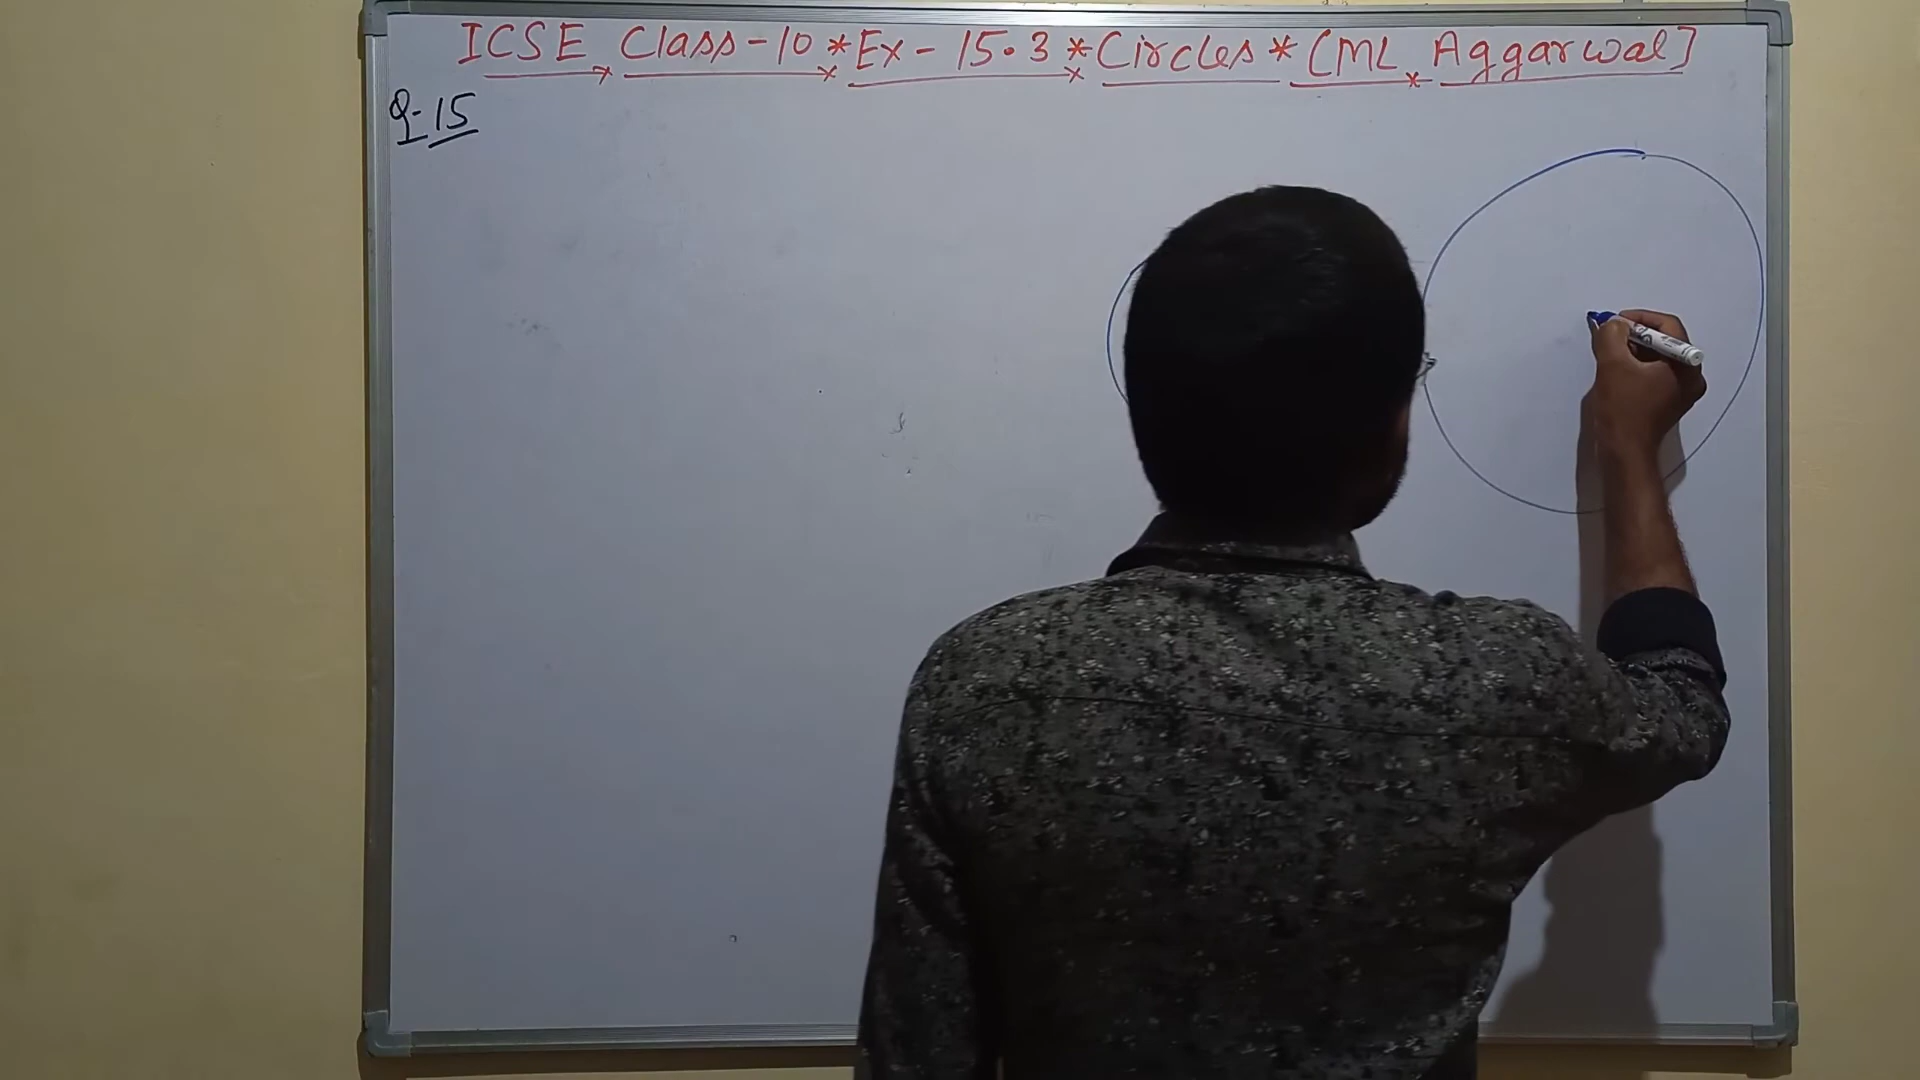 ICSE Class-10 * Ex-15.3 * Circles * [ML Aggarwal]
Q-15